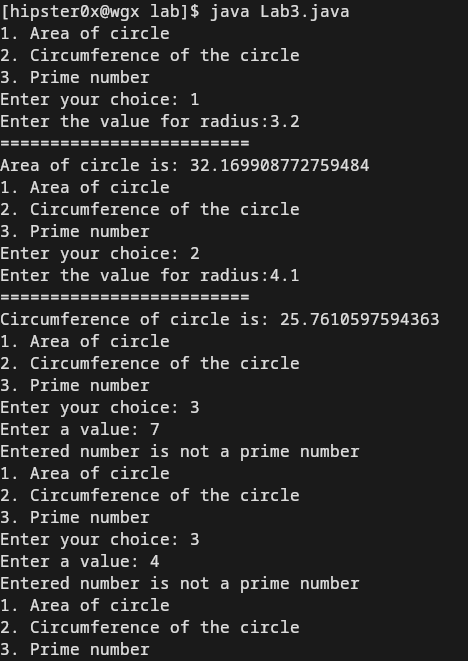 [hipster0x@wgx lab]$ java Lab3.java
1. Area of circle
2. Circumference of the circle
3. Prime number
Enter your choice: 1
Enter the value for radius:3.2
=========================
Area of circle is: 32.169908772759484
1. Area of circle
2. Circumference of the circle
3. Prime number
Enter your choice: 2
Enter the value for radius:4.1
=========================
Circumference of circle is: 25.7610597594363
1. Area of circle
2. Circumference of the circle
3. Prime number
Enter your choice: 3
Enter a value: 7
Entered number is not a prime number
1. Area of circle
2. Circumference of the circle
3. Prime number
Enter your choice: 3
Enter a value: 4
Entered number is not a prime number
1. Area of circle
2. Circumference of the circle
3. Prime number